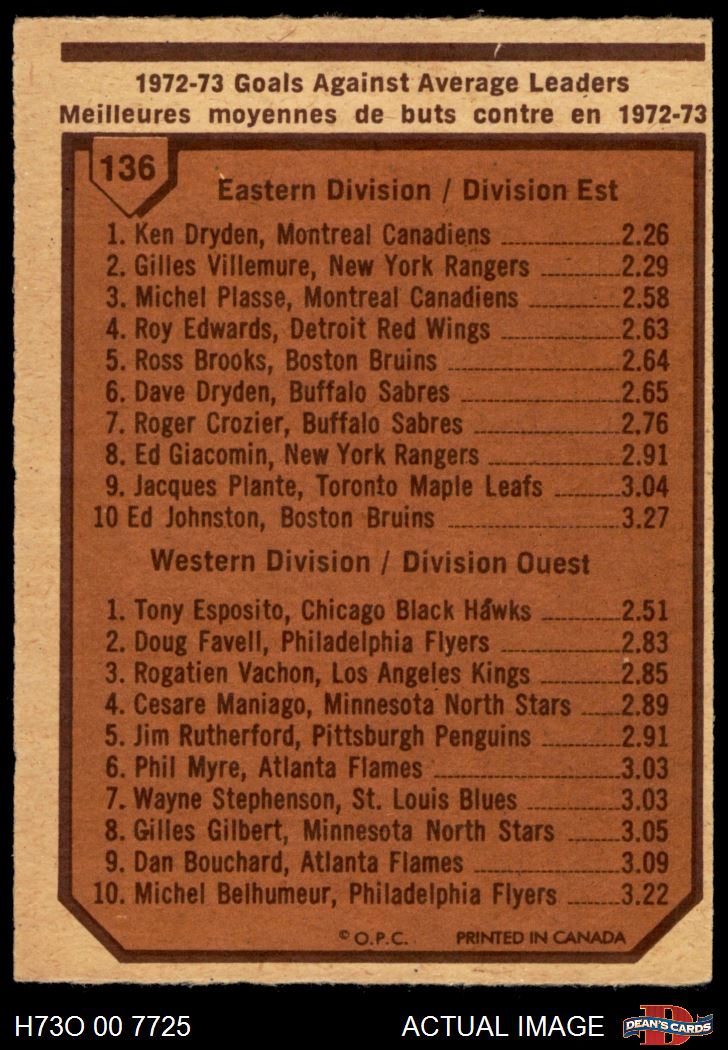 1972-73 Goals Against Average Leaders
Meilleures moyennes de buts contre en 1972-73
136
Eastern Division / Division Est
1. Ken Dryden, Montreal Canadiens 2.26
2. Gilles Villemure, New York Rangers 2.29
3. Michel Plasse, Montreal Canadiens 2.58
4. Roy Edwards, Detroit Red Wings 2.63
5. Ross Brooks, Boston Bruins 2.64
6. Dave Dryden, Buffalo Sabres 2.65
7. Roger Crozier, Buffalo Sabres 2.76
8. Ed Giacomin, New York Rangers 2.91
9. Jacques Plante, Toronto Maple Leafs 3.04
10 Ed Johnston, Boston Bruins 3.27
Western Division / Division Ouest
1. Tony Esposito, Chicago Black Hawks 2.51
2. Doug Favell, Philadelphia Flyers 2.83
3. Rogatien Vachon, Los Angeles Kings 2.85
4. Cesare Maniago, Minnesota North Stars 2.89
5. Jim Rutherford, Pittsburgh Penguins 2.91
6. Phil Myre, Atlanta Flames 3.03
7. Wayne Stephenson, St. Louis Blues 3.03
8. Gilles Gilbert, Minnesota North Stars 3.05
9. Dan Bouchard, Atlanta Flames 3.09
10. Michel Belhumeur, Philadelphia Flyers 3.22
© O.P.C. PRINTED IN CANADA
H73O 00 7725 ACTUAL IMAGE D DEAN'S CARDS